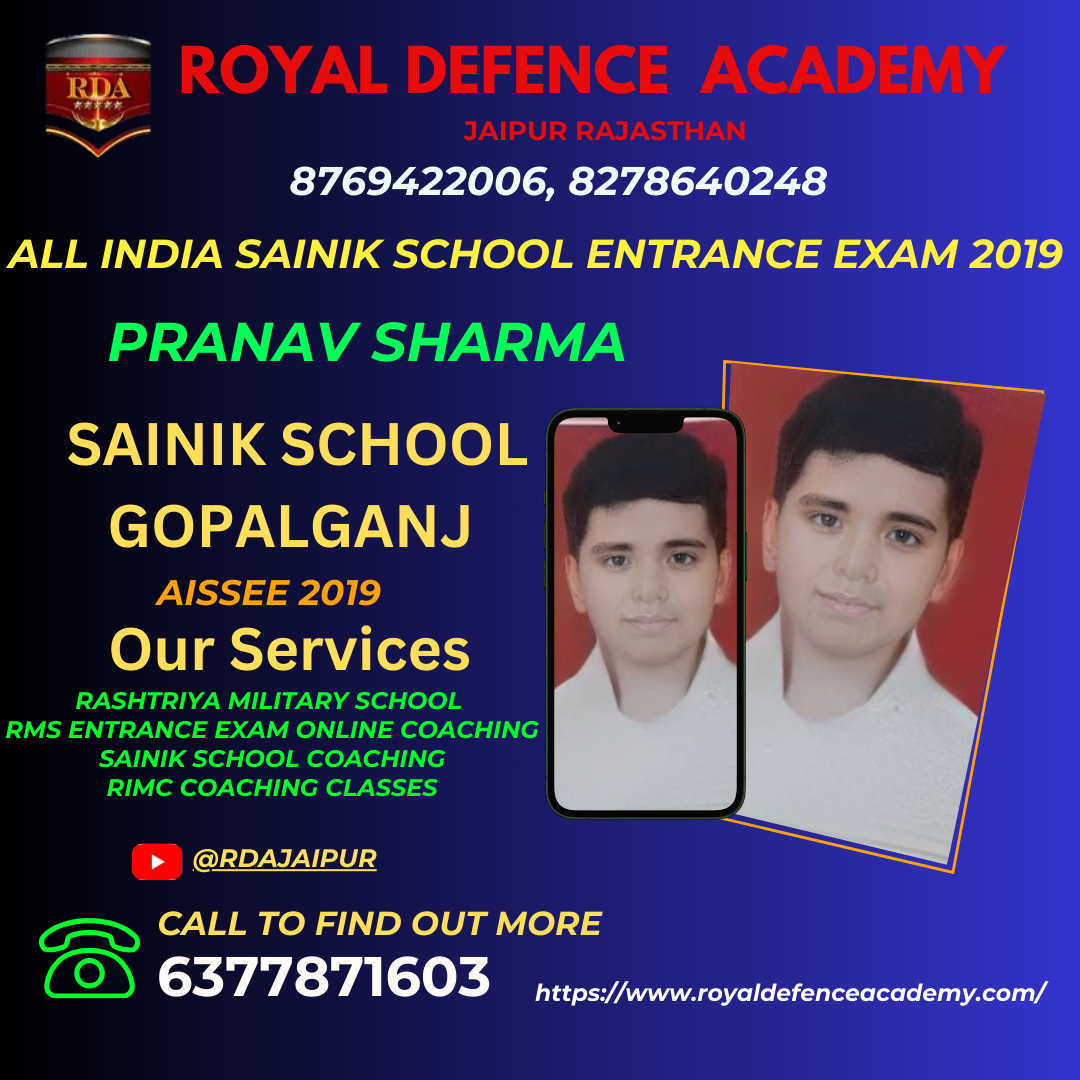 RDA
ROYAL DEFENCE ACADEMY
JAIPUR RAJASTHAN
8769422006, 8278640248
ALL INDIA SAINIK SCHOOL ENTRANCE EXAM 2019
PRANAV SHARMA
SAINIK SCHOOL
GOPALGANJ
AISSEE 2019
Our Services
RASHTRIYA MILITARY SCHOOL
RMS ENTRANCE EXAM ONLINE COACHING
SAINIK SCHOOL COACHING
RIMC COACHING CLASSES
@RDAJAIPUR
CALL TO FIND OUT MORE
6377871603
https://www.royaldefenceacademy.com/